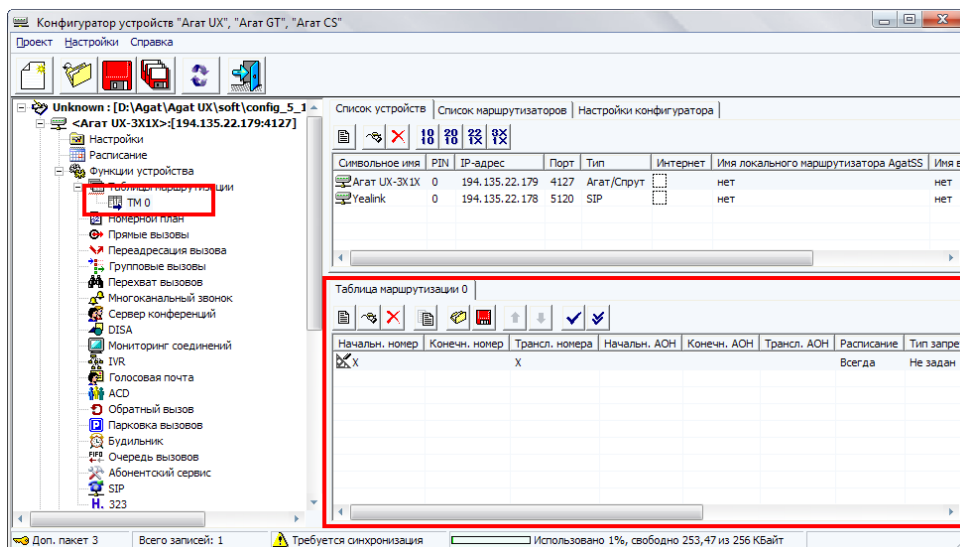 Конфигуратор устройств "Агат UX", "Агат GT", "Агат CS"
Проект Настройки Справка
Unknown : [D:\Agat\Agat UX\soft\config_5_1
<Агат UX-3X1X>:[194.135.22.179:4127]
Настройки
Расписание
Функции устройства
Таблицы маршрутизации
ТМ 0
Номерной план
Прямые вызовы
Переадресация вызова
Групповые вызовы
Перехват вызовов
Многоканальный звонок
Сервер конференций
DISA
Мониторинг соединений
IVR
Голосовая почта
ACD
Обратный вызов
Парковка вызовов
Будильник
FIFO Очередь вызовов
Абонентский сервис
SIP
H. 323
Список устройств Список маршрутизаторов Настройки конфигуратора
Символьное имя PIN IP-адрес Порт Тип Интернет Имя локального маршрутизатора AgatSS Имя в
Агат UX-3X1X 0 194.135.22.179 4127 Агат/Спрут нет нет
Yealink 0 194.135.22.178 5120 SIP нет нет
Таблица маршрутизации 0
Начальн. номер Конечн. номер Трансл. номера Начальн. АОН Конечн. АОН Трансл. АОН Расписание Тип запре
X X Всегда Не задан
Доп. пакет 3 Всего записей: 1 Требуется синхронизация Использовано 1%, свободно 253,47 из 256 КБайт